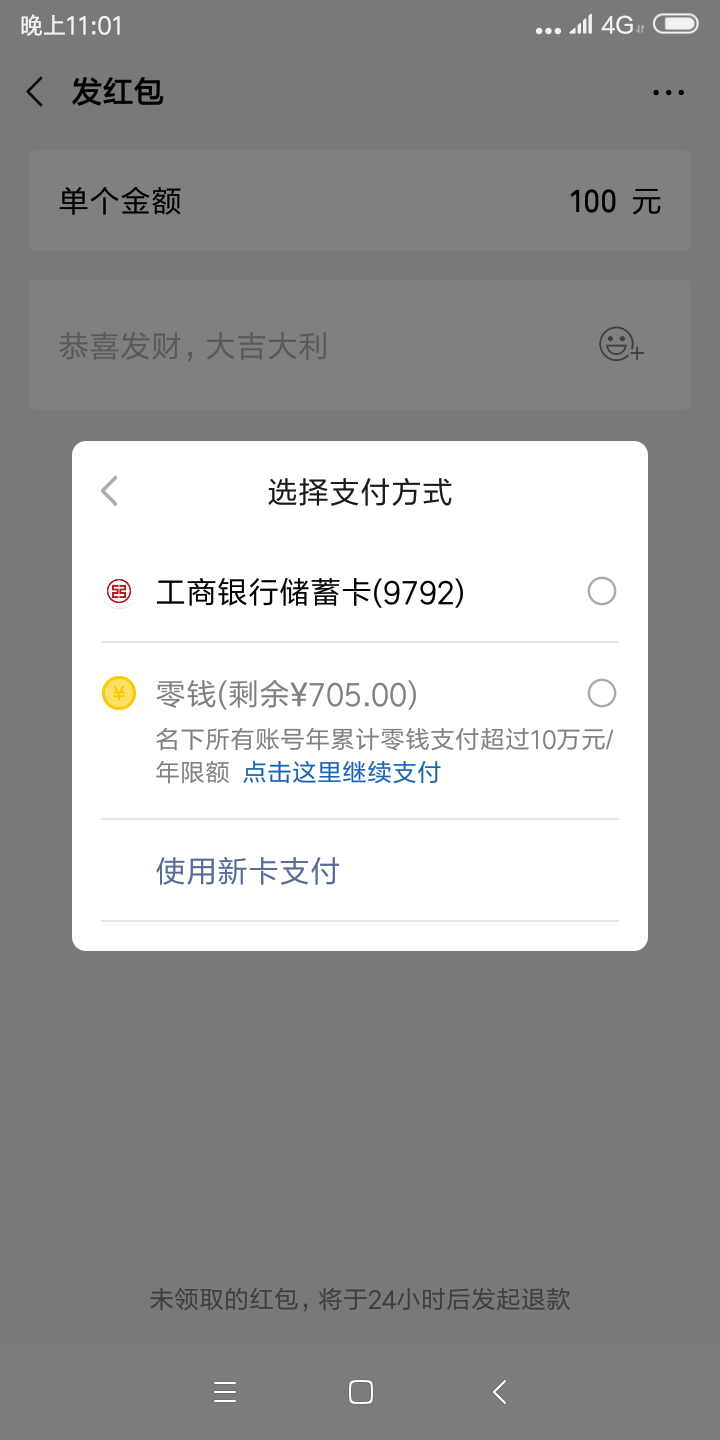 晚上11:01
4G
发红包
单个金额
100 元
恭喜发财，大吉大利
选择支付方式
工商银行储蓄卡(9792)
零钱(剩余¥705.00)
名下所有账号年累计零钱支付超过10万元/
年限额 点击这里继续支付
使用新卡支付
未领取的红包，将于24小时后发起退款